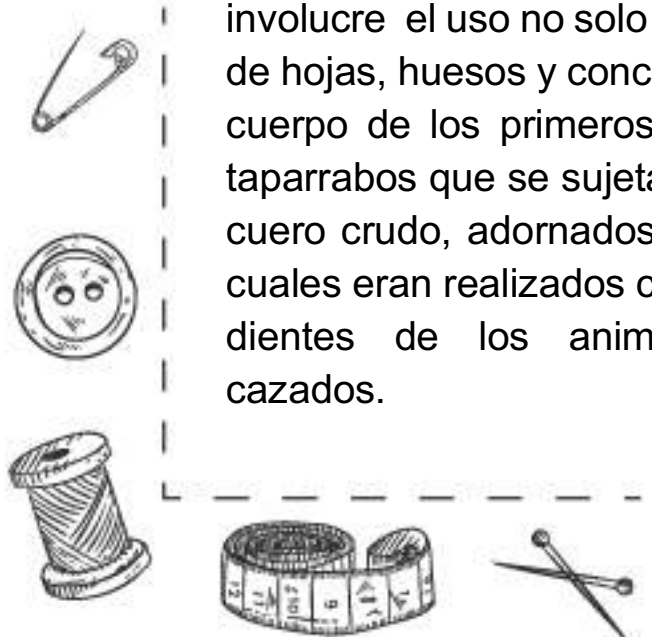 involucre el uso no solo
de hojas, huesos y conc
cuerpo de los primeros
taparrabos que se sujeta
cuero crudo, adornados
cuales eran realizados c
dientes de los anim
cazados.